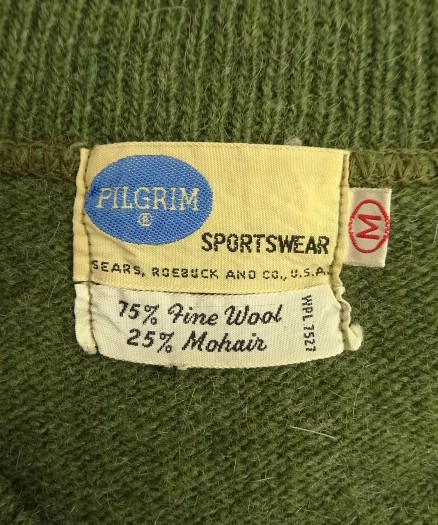 PILGRIM
®
SPORTSWEAR
SEARS, ROEBUCK AND CO., U.S.A.
M
75% Fine Wool
25% Mohair
WPL 7527